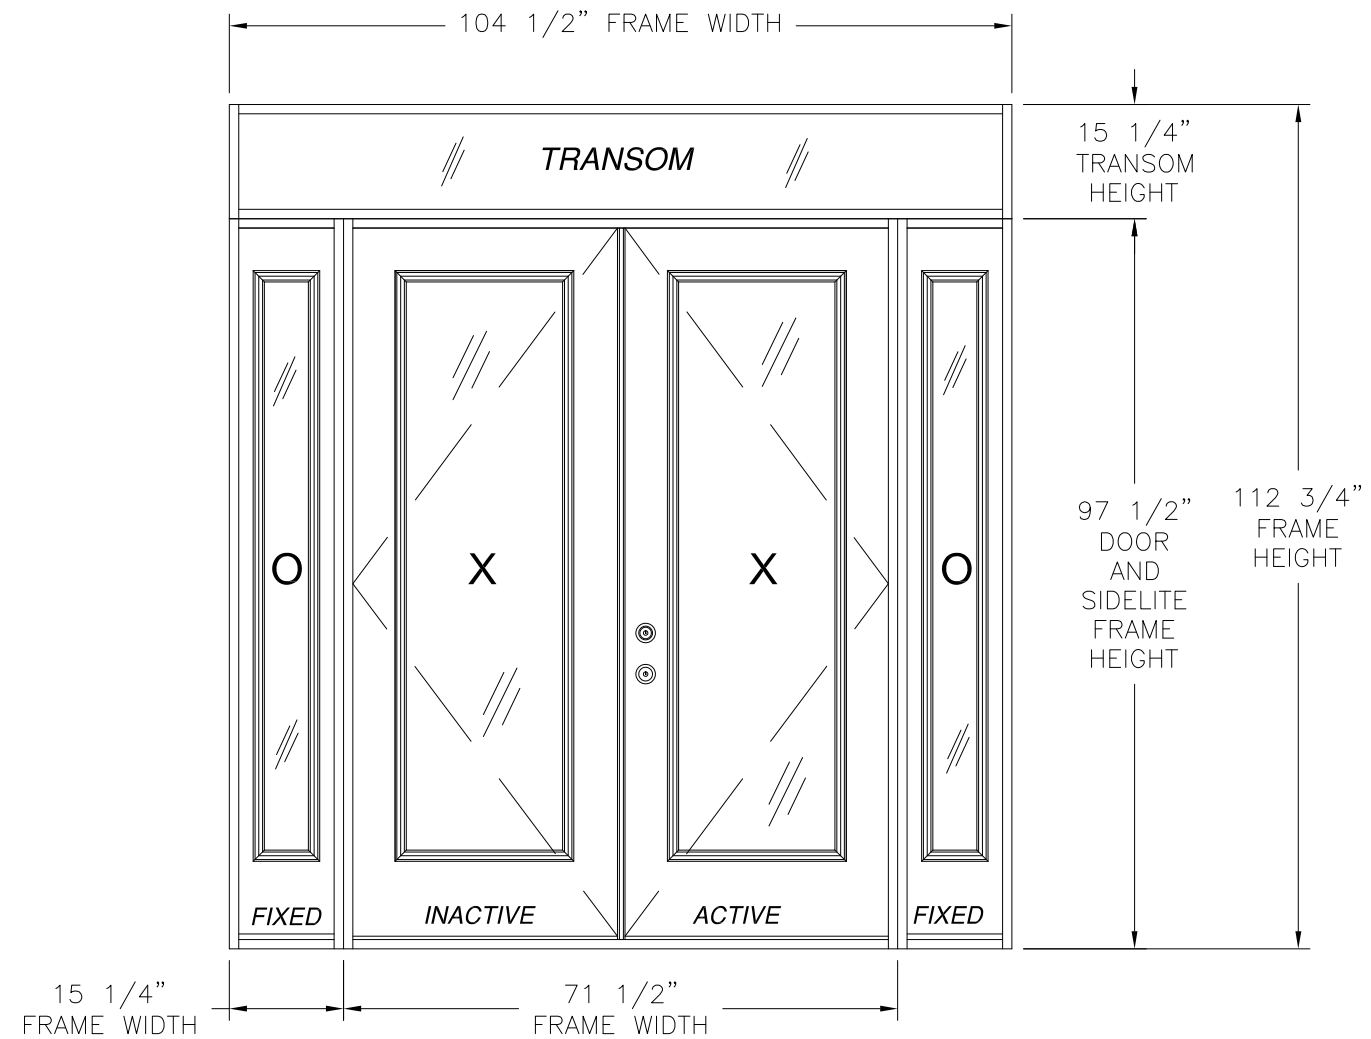 104 1/2” FRAME WIDTH
15 1/4”
TRANSOM
HEIGHT
TRANSOM
97 1/2”
DOOR
AND
SIDELITE
FRAME
HEIGHT
112 3/4”
FRAME
HEIGHT
O X X O
FIXED INACTIVE ACTIVE FIXED
15 1/4”
FRAME WIDTH
71 1/2”
FRAME WIDTH